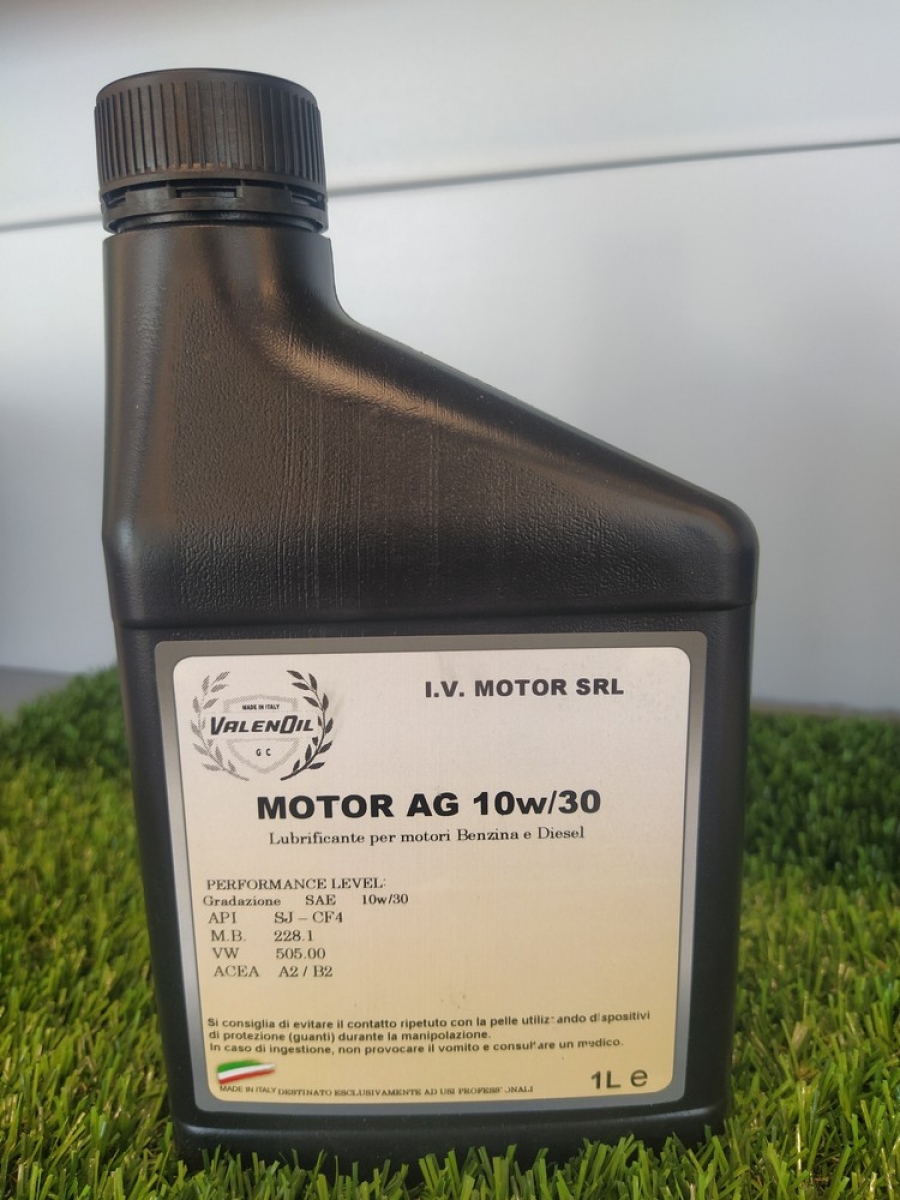 MADE IN ITALY
VALENOIL
G C
I.V. MOTOR SRL
MOTOR AG 10w/30
Lubrificante per motori Benzina e Diesel
PERFORMANCE LEVEL:
Gradazione SAE 10w/30
API SJ – CF4
M.B. 228.1
VW 505.00
ACEA A2 / B2
Si consiglia di evitare il contatto ripetuto con la pelle utilizzando dispositivi
di protezione (guanti) durante la manipolazione.
In caso di ingestione, non provocare il vomito e consultare un medico.
MADE IN ITALY DESTINATO ESCLUSIVAMENTE AD USI PROFESSIONALI
1L e